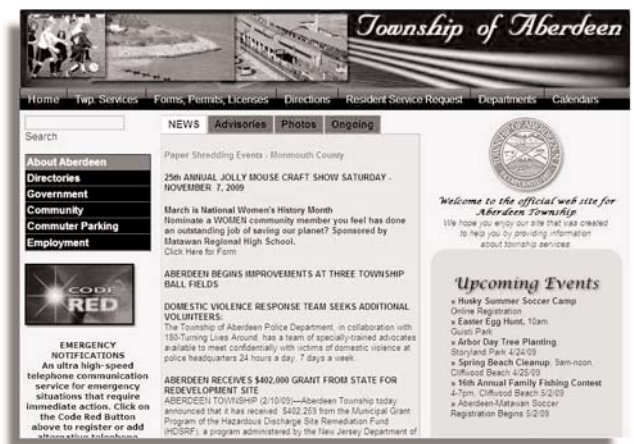 Township of Aberdeen
Home Twp. Services Forms, Permits, Licenses Directions Resident Service Request Departments Calendars
Search
About Aberdeen
Directories
Government
Community
Commuter Parking
Employment
CODE
RED
EMERGENCY
NOTIFICATIONS
An ultra high-speed
telephone communication
service for emergency
situations that require
immediate action. Click on
the Code Red Button
above to register or add
alternative telephone
NEWS Advisories Photos Ongoing
Paper Shredding Events - Monmouth County
25th ANNUAL JOLLY MOUSE CRAFT SHOW SATURDAY -
NOVEMBER 7, 2009
March is National Women's History Month
Nominate a WOMEN community member you feel has done
an outstanding job of saving our planet? Sponsored by
Matawan Regional High School.
Click Here for Form
ABERDEEN BEGINS IMPROVEMENTS AT THREE TOWNSHIP
BALL FIELDS
DOMESTIC VIOLENCE RESPONSE TEAM SEEKS ADDITIONAL
VOLUNTEERS:
The Township of Aberdeen Police Department, in collaboration with
180-Turning Lives Around, has a team of specially-trained advocates
available to meet confidentially with victims of domestic violence at
police headquarters 24 hours a day, 7 days a week.
ABERDEEN RECEIVES $402,000 GRANT FROM STATE FOR
REDEVELOPMENT SITE
ABERDEEN TOWNSHIP (2/10/09)—Aberdeen Township today
announced that it has received $402,259 from the Municipal Grant
Program of the Hazardous Discharge Site Remediation Fund
(HDSRF), a program administered by the New Jersey Department of
Welcome to the official web site for
Aberdeen Township
We hope you enjoy our site that was created
to help you by providing information
about township services.
Upcoming Events
» Husky Summer Soccer Camp
Online Registration
» Easter Egg Hunt, 10am
Guisti Park
» Arbor Day Tree Planting.
Storyland Park 4/24/09
» Spring Beach Cleanup. 9am-noon.
Cliffwood Beach 4/25/09
» 16th Annual Family Fishing Contest
4-7pm. Cliffwood Beach 5/2/09
» Aberdeen-Matawan Soccer
Registration Begins 5/2/09